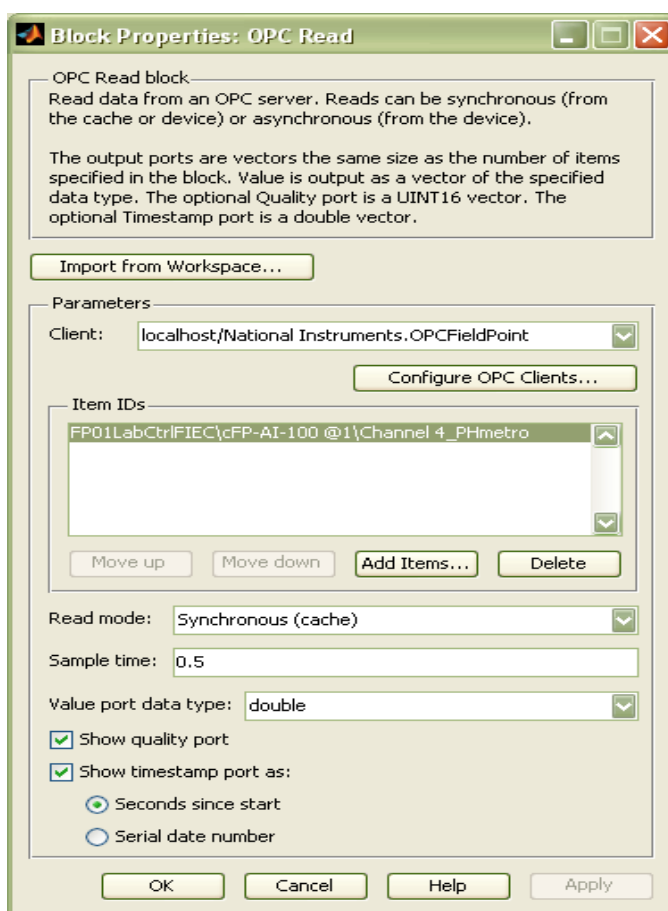 Block Properties: OPC Read
OPC Read block
Read data from an OPC server. Reads can be synchronous (from
the cache or device) or asynchronous (from the device).
The output ports are vectors the same size as the number of items
specified in the block. Value is output as a vector of the specified
data type. The optional Quality port is a UINT16 vector. The
optional Timestamp port is a double vector.
Import from Workspace...
Parameters
Client: localhost/National Instruments.OPCFieldPoint
Configure OPC Clients...
Item IDs
FP01LabCtrlFIEC\cFP-AI-100 @1\Channel 4_PHmetro
Move up Move down Add Items... Delete
Read mode: Synchronous (cache)
Sample time: 0.5
Value port data type: double
Show quality port
Show timestamp port as:
Seconds since start
Serial date number
OK Cancel Help Apply